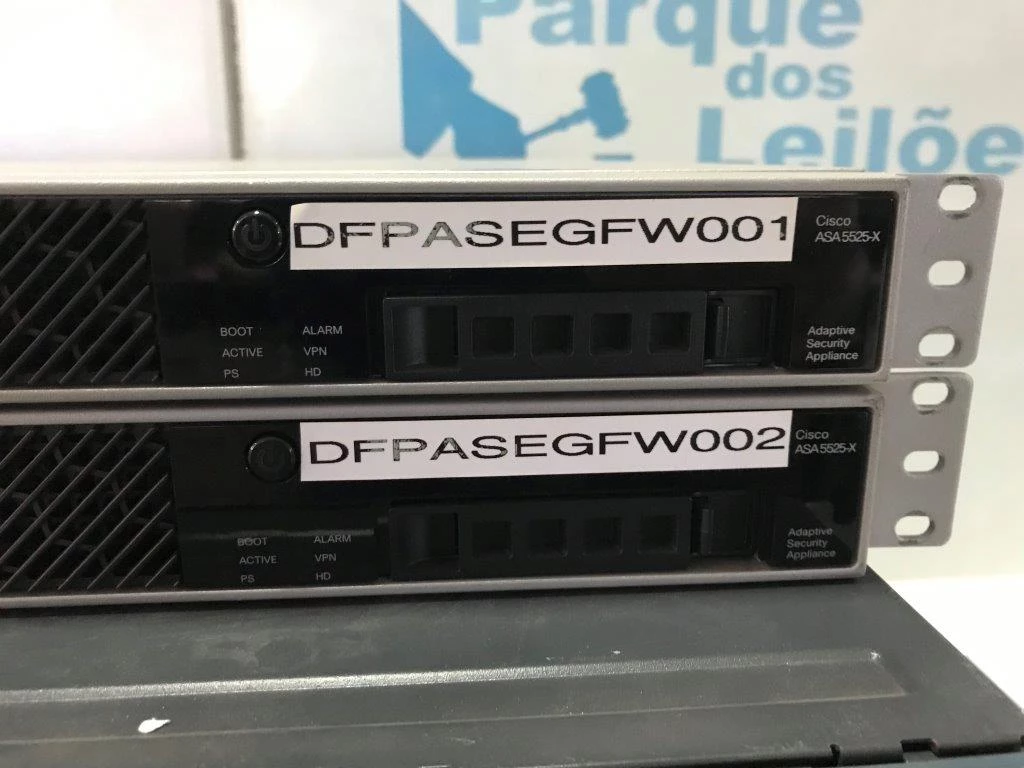 Parque
dos
Leilõe
DFPASEGFW001
Cisco
ASA 5525-X
BOOT ALARM
ACTIVE VPN
PS HD
Adaptive
Security
Appliance
DFPASEGFW002
Cisco
ASA 5525-X
BOOT ALARM
ACTIVE VPN
PS HD
Adaptive
Security
Appliance